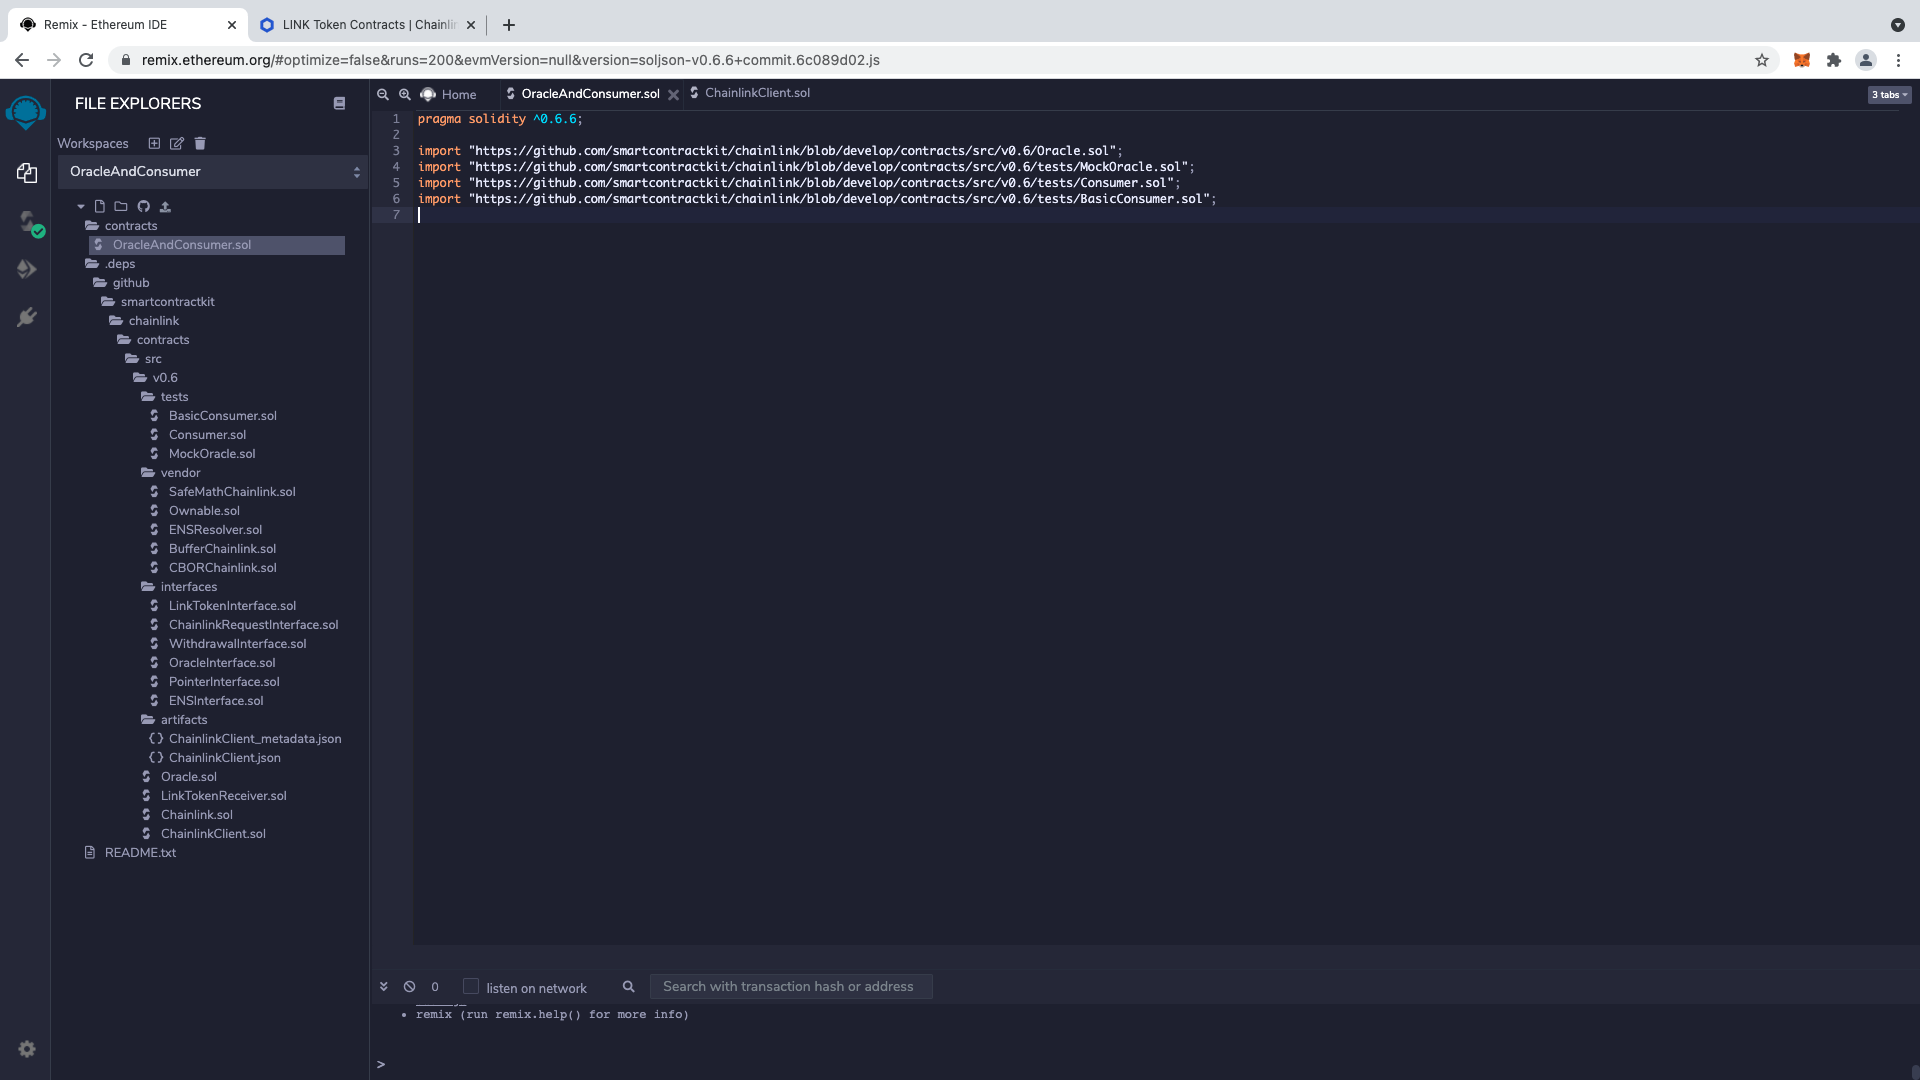 Remix - Ethereum IDE
LINK Token Contracts | Chainlin
remix.ethereum.org/#optimize=false&runs=200&evmVersion=null&version=soljson-v0.6.6+commit.6c089d02.js
FILE EXPLORERS
Workspaces
OracleAndConsumer
contracts
OracleAndConsumer.sol
.deps
github
smartcontractkit
chainlink
contracts
src
v0.6
tests
BasicConsumer.sol
Consumer.sol
MockOracle.sol
vendor
SafeMathChainlink.sol
Ownable.sol
ENSResolver.sol
BufferChainlink.sol
CBORChainlink.sol
interfaces
LinkTokenInterface.sol
ChainlinkRequestInterface.sol
WithdrawalInterface.sol
OracleInterface.sol
PointerInterface.sol
ENSInterface.sol
artifacts
ChainlinkClient_metadata.json
ChainlinkClient.json
Oracle.sol
LinkTokenReceiver.sol
Chainlink.sol
ChainlinkClient.sol
README.txt
Home
OracleAndConsumer.sol
ChainlinkClient.sol
3 tabs
1 pragma solidity ^0.6.6;
2
3 import "https://github.com/smartcontractkit/chainlink/blob/develop/contracts/src/v0.6/Oracle.sol";
4 import "https://github.com/smartcontractkit/chainlink/blob/develop/contracts/src/v0.6/tests/MockOracle.sol";
5 import "https://github.com/smartcontractkit/chainlink/blob/develop/contracts/src/v0.6/tests/Consumer.sol";
6 import "https://github.com/smartcontractkit/chainlink/blob/develop/contracts/src/v0.6/tests/BasicConsumer.sol";
7
0
listen on network
Search with transaction hash or address
• remix (run remix.help() for more info)
>